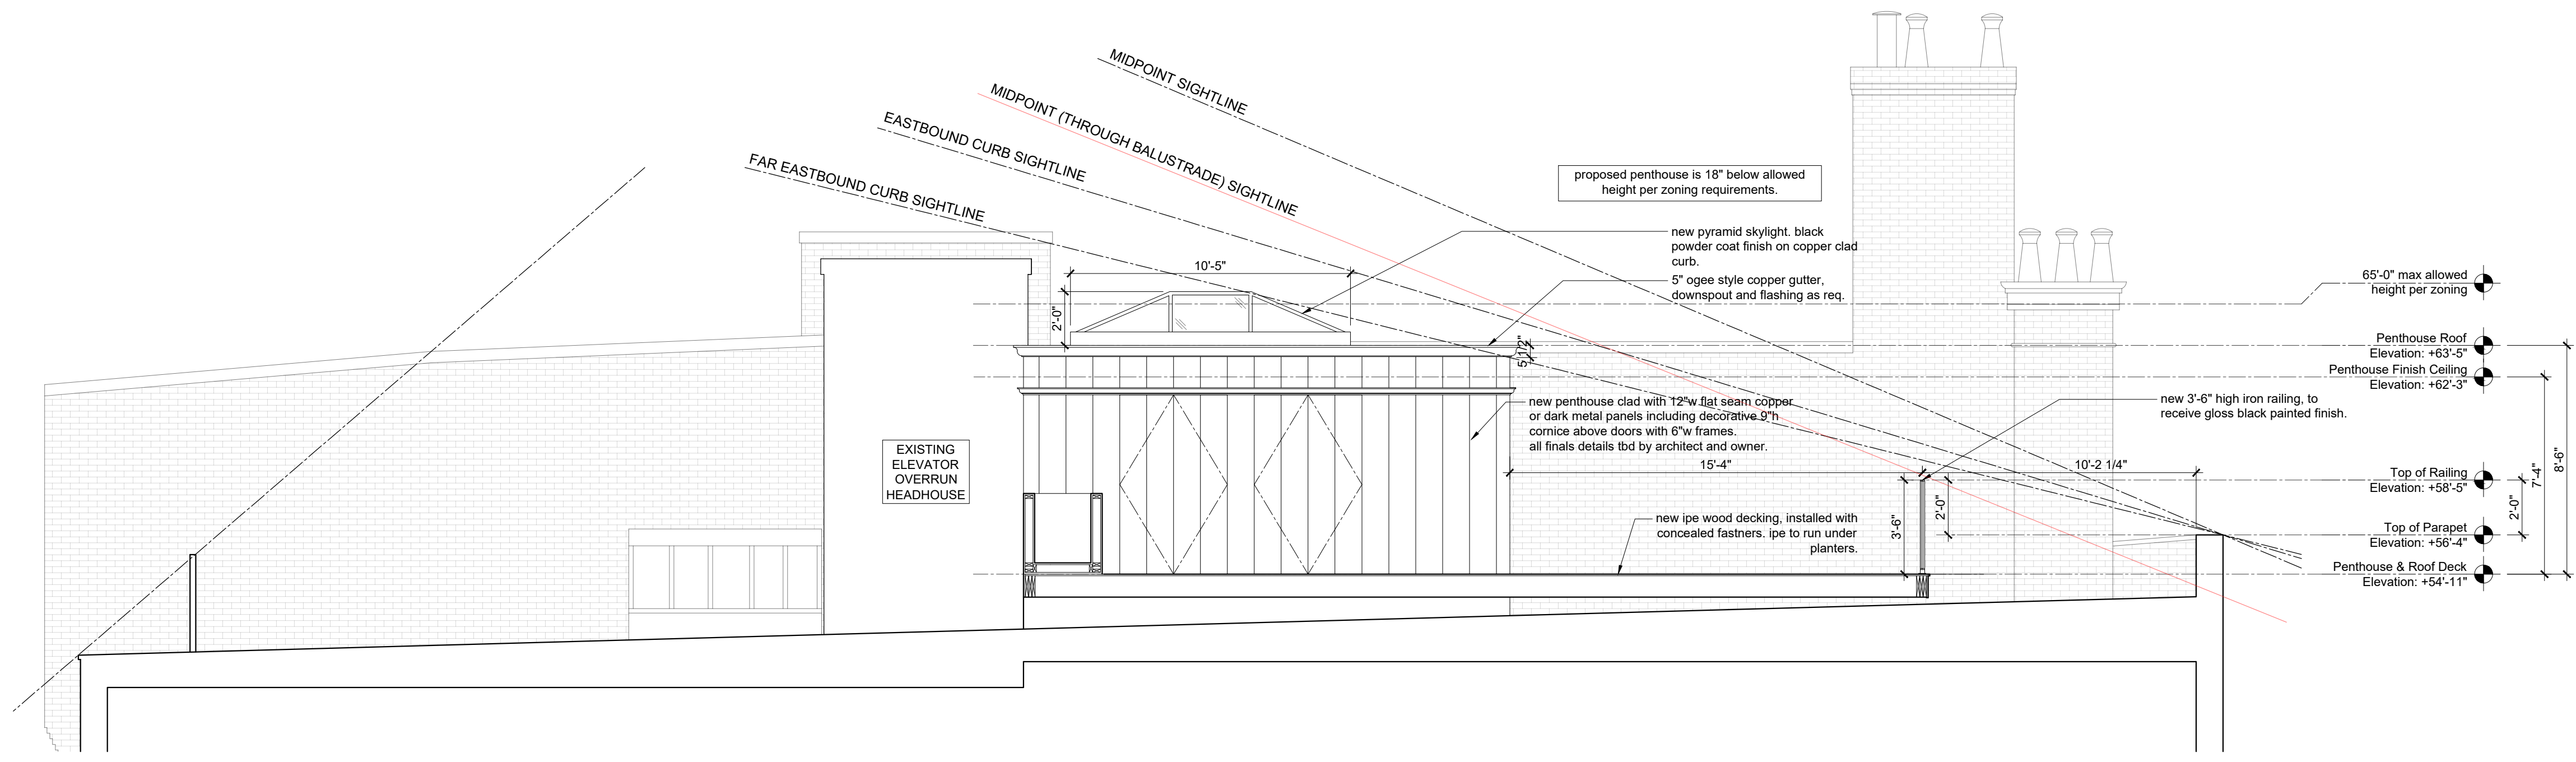 MIDPOINT SIGHTLINE
MIDPOINT (THROUGH BALUSTRADE) SIGHTLINE
EASTBOUND CURB SIGHTLINE
FAR EASTBOUND CURB SIGHTLINE
proposed penthouse is 18" below allowed
height per zoning requirements.
new pyramid skylight. black
powder coat finish on copper clad
curb.
10'-5"
2'-0"
5" ogee style copper gutter,
downspout and flashing as req.
5 1/2"
65'-0" max allowed
height per zoning
Penthouse Roof
Elevation: +63'-5"
Penthouse Finish Ceiling
Elevation: +62'-3"
new penthouse clad with 12"w flat seam copper
or dark metal panels including decorative 9"h
cornice above doors with 6"w frames.
all finals details tbd by architect and owner.
new 3'-6" high iron railing, to
receive gloss black painted finish.
EXISTING
ELEVATOR
OVERRUN
HEADHOUSE
15'-4"
10'-2 1/4"
7'-4"
8'-6"
Top of Railing
Elevation: +58'-5"
3'-6"
2'-0"
2'-0"
new ipe wood decking, installed with
concealed fastners. ipe to run under
planters.
Top of Parapet
Elevation: +56'-4"
Penthouse & Roof Deck
Elevation: +54'-11"